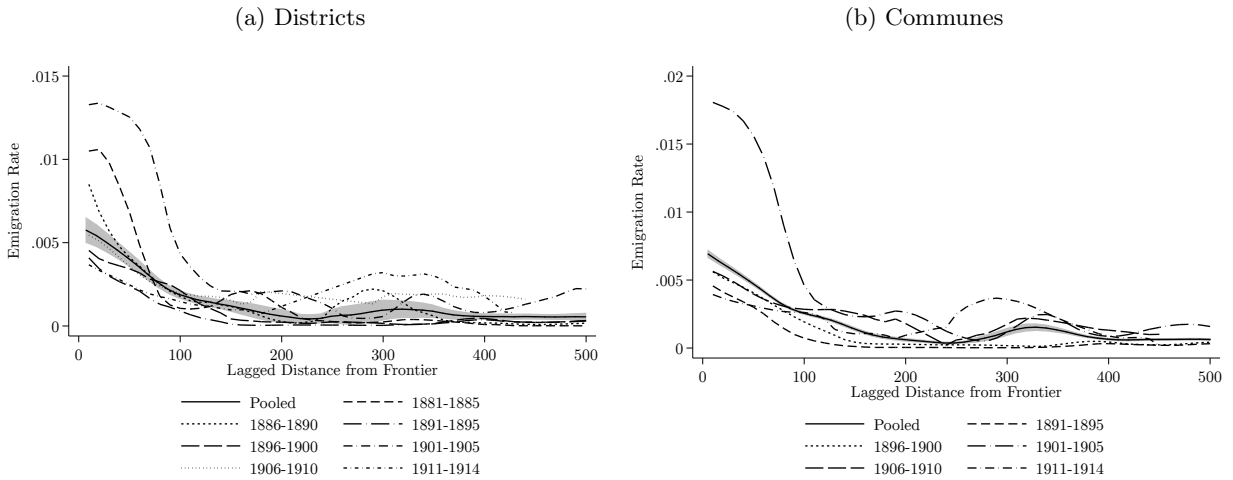 (a) Districts
.015
.01
.005
0
Emigration Rate
0 100 200 300 400 500
Lagged Distance from Frontier
Pooled 1881-1885
1886-1890 1891-1895
1896-1900 1901-1905
1906-1910 1911-1914
(b) Communes
.02
.015
.01
.005
0
Emigration Rate
0 100 200 300 400 500
Lagged Distance from Frontier
Pooled 1891-1895
1896-1900 1901-1905
1906-1910 1911-1914